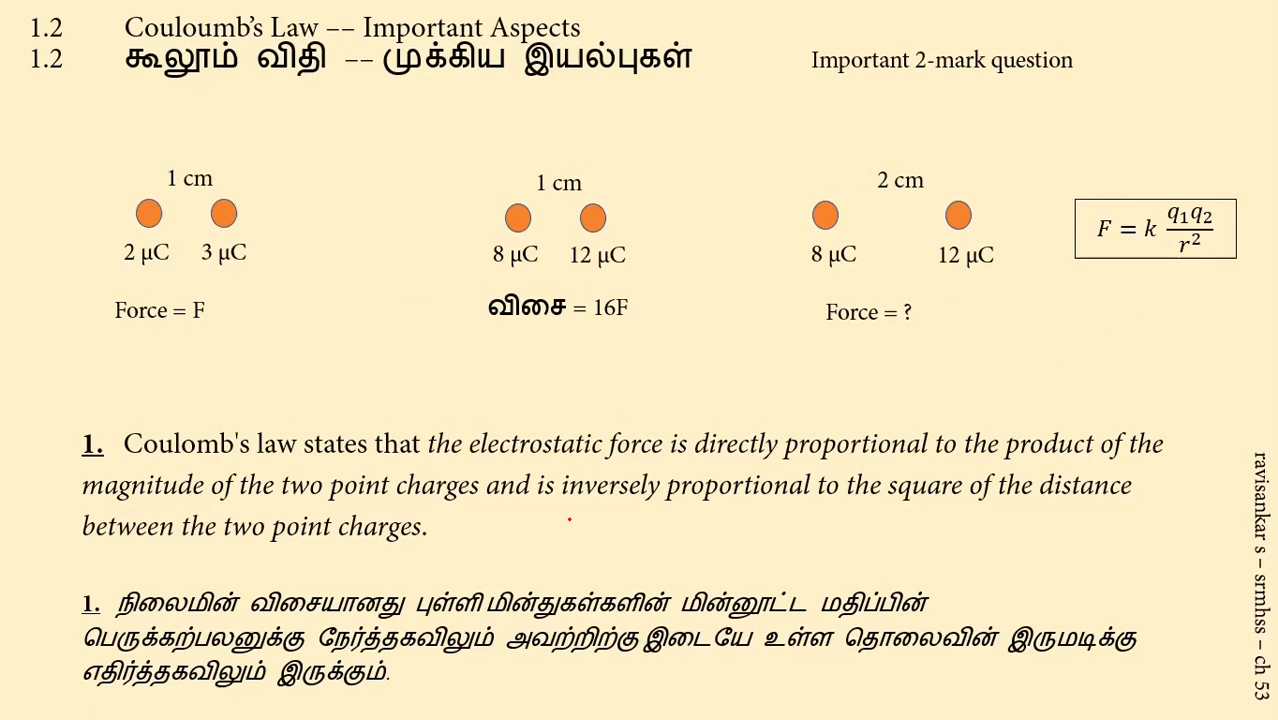 1.2 Couloumb's Law –– Important Aspects
1.2 கூலூம் விதி –– முக்கிய இயல்புகள் Important 2-mark question
1 cm 1 cm 2 cm
2 μC 3 μC 8 μC 12 μC 8 μC 12 μC
F = k q₁q₂ / r²
Force = F விசை = 16F Force = ?
1. Coulomb's law states that the electrostatic force is directly proportional to the product of the
magnitude of the two point charges and is inversely proportional to the square of the distance
between the two point charges.
1. நிலைமின் விசையானது புள்ளி மின்துகள்களின் மின்னூட்ட மதிப்பின்
பெருக்கற்பலனுக்கு நேர்த்தகவிலும் அவற்றிற்கு இடையே உள்ள தொலைவின் இருமடிக்கு
எதிர்த்தகவிலும் இருக்கும்.
ravisankar s – srmhss – ch 53